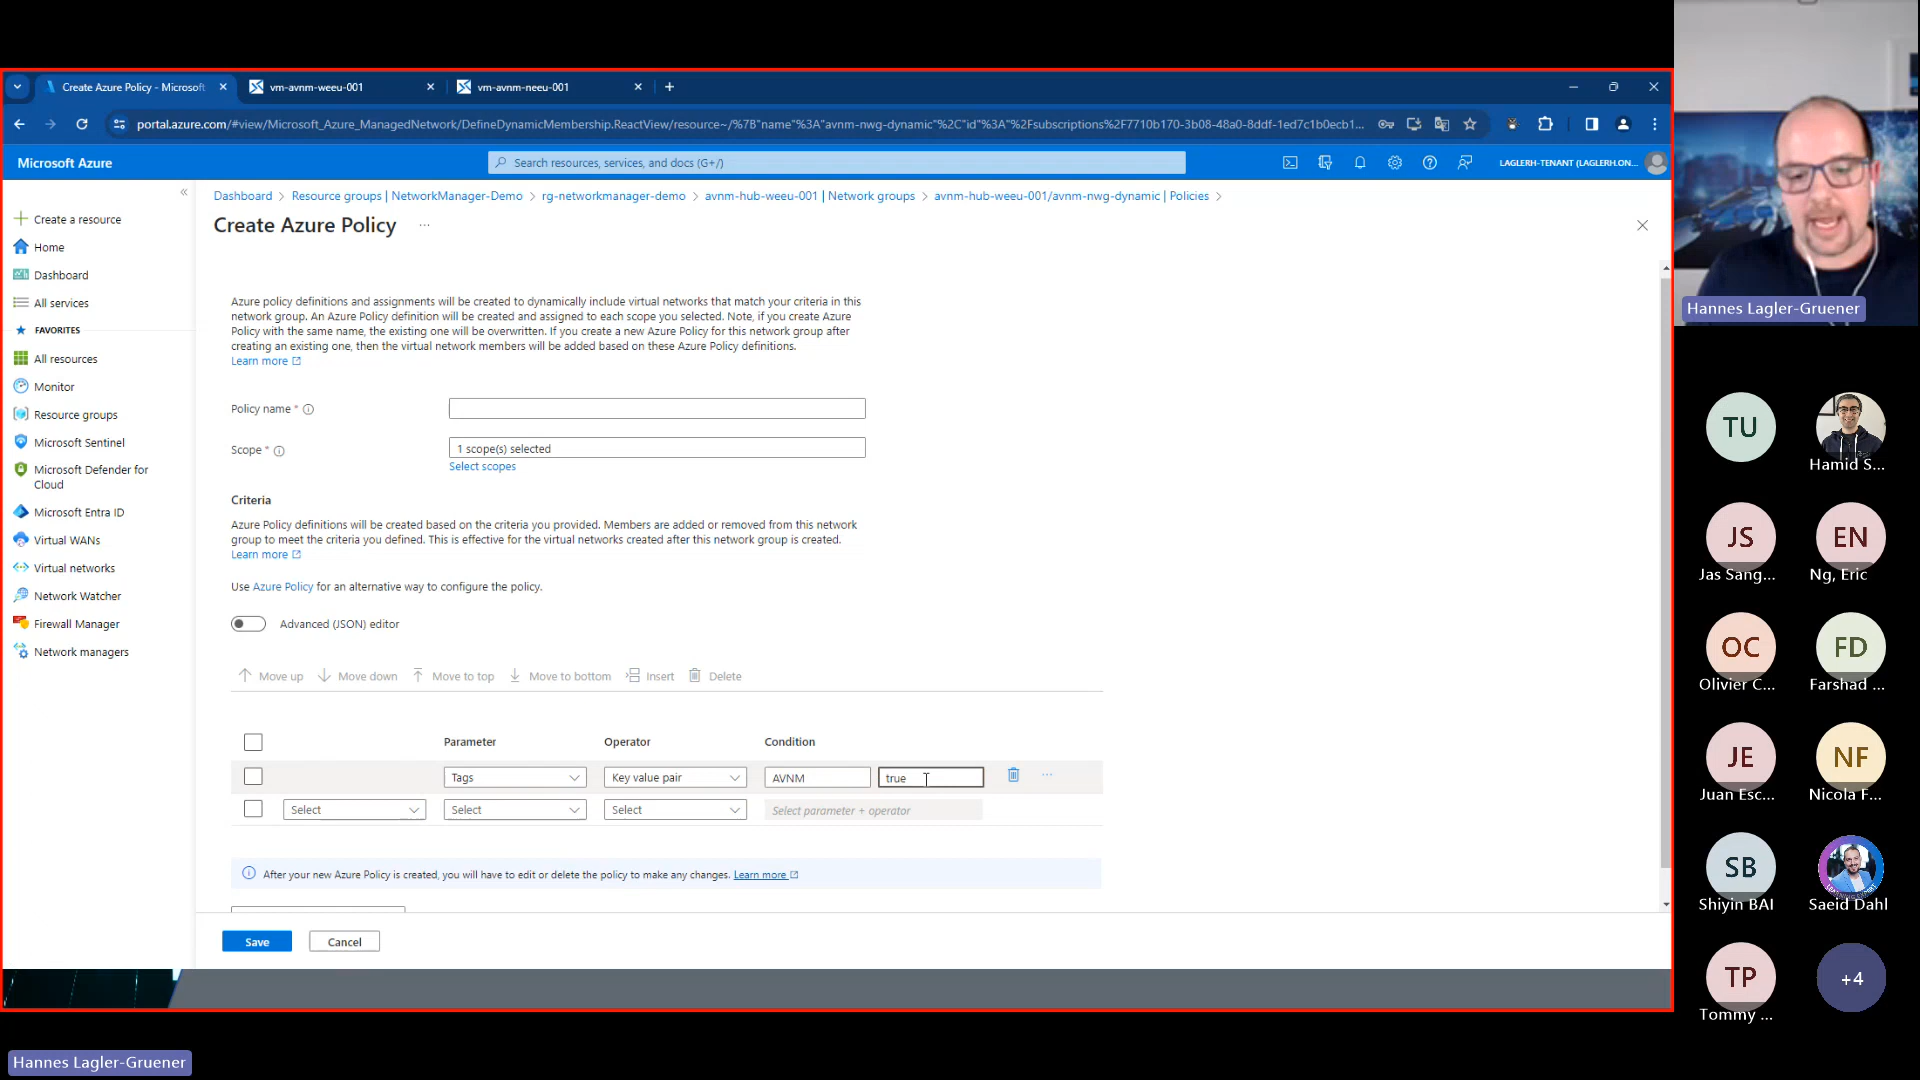 Create Azure Policy - Microsoft
vm-avnm-weeu-001
vm-avnm-neeu-001
portal.azure.com/#view/Microsoft_Azure_ManagedNetwork/DefineDynamicMembership.ReactView/resource~/%7B"name"%3A"avnm-nwg-dynamic"%2C"id"%3A"%2Fsubscriptions%2F7710b170-3b08-48a0-8ddf-1ed7c1b0ecb1...
Microsoft Azure
Search resources, services, and docs (G+/)
LAGLERH-TENANT (LAGLERH.ON...
Create a resource
Home
Dashboard
All services
FAVORITES
All resources
Monitor
Resource groups
Microsoft Sentinel
Microsoft Defender for
Cloud
Microsoft Entra ID
Virtual WANs
Virtual networks
Network Watcher
Firewall Manager
Network managers
Dashboard > Resource groups | NetworkManager-Demo > rg-networkmanager-demo > avnm-hub-weeu-001 | Network groups > avnm-hub-weeu-001/avnm-nwg-dynamic | Policies >
Create Azure Policy ...
Azure policy definitions and assignments will be created to dynamically include virtual networks that match your criteria in this
network group. An Azure Policy definition will be created and assigned to each scope you selected. Note, if you create Azure
Policy with the same name, the existing one will be overwritten. If you create a new Azure Policy for this network group after
creating an existing one, then the virtual network members will be added based on these Azure Policy definitions.
Learn more
Policy name *
Scope *
1 scope(s) selected
Select scopes
Criteria
Azure Policy definitions will be created based on the criteria you provided. Members are added or removed from this network
group to meet the criteria you defined. This is effective for the virtual networks created after this network group is created.
Learn more
Use Azure Policy for an alternative way to configure the policy.
Advanced (JSON) editor
Move up Move down Move to top Move to bottom Insert Delete
Parameter Operator Condition
Tags Key value pair AVNM true ...
Select Select Select Select parameter + operator
After your new Azure Policy is created, you will have to edit or delete the policy to make any changes. Learn more
Save Cancel
Hannes Lagler-Gruener
TU
Hamid S...
JS EN
Jas Sang... Ng, Eric
OC FD
Olivier C... Farshad ...
JE NF
Juan Esc... Nicola F...
SB
Shiyin BAI Saeid Dahl
TP +4
Tommy ...
Hannes Lagler-Gruener